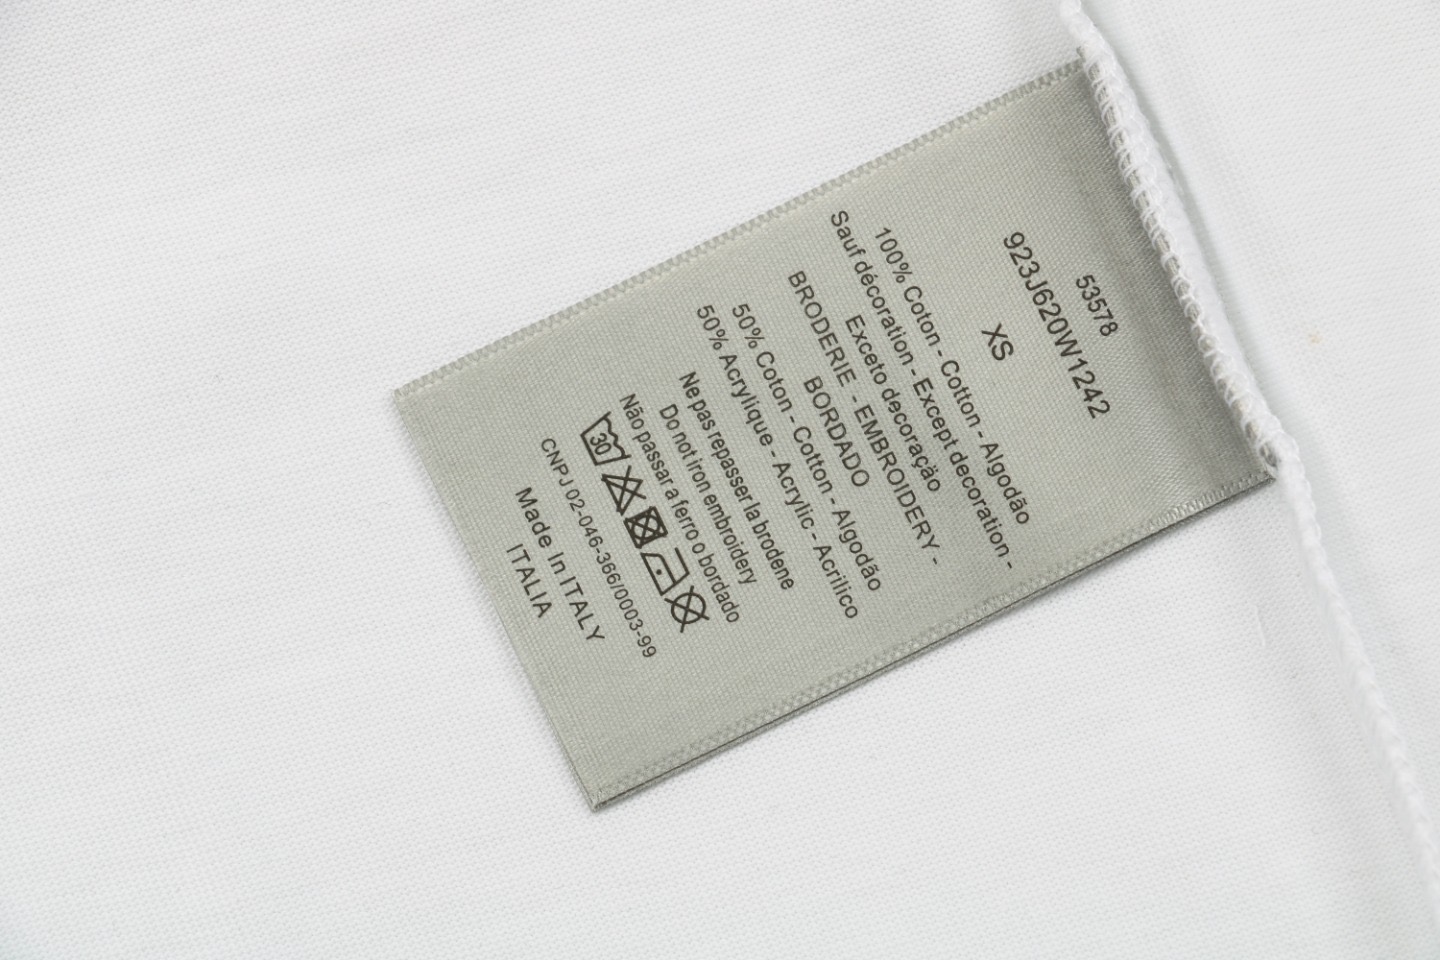 53578
923J620W1242
XS
100% Coton - Cotton - Algodão
Sauf décoration - Except decoration -
Exceto decoração
BRODERIE - EMBROIDERY -
BORDADO
50% Coton - Cotton - Algodão
50% Acrylique - Acrylic - Acrilico
Ne pas repasser la brodene
Do not iron embroidery
Não passar a ferro o bordado
30
CNPJ 02-046-366/0003-99
Made In ITALY
ITALIA